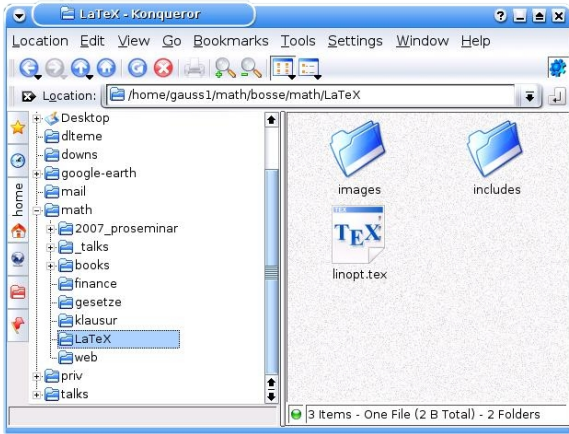 LaTeX - Konqueror
Location Edit View Go Bookmarks Tools Settings Window Help
Location: /home/gauss1/math/bosse/math/LaTeX
Desktop
dlteme
downs
google-earth
mail
math
2007_proseminar
_talks
books
finance
gesetze
klausur
LaTeX
web
priv
talks
home
images
includes
TEX
TEX
linopt.tex
3 Items - One File (2 B Total) - 2 Folders